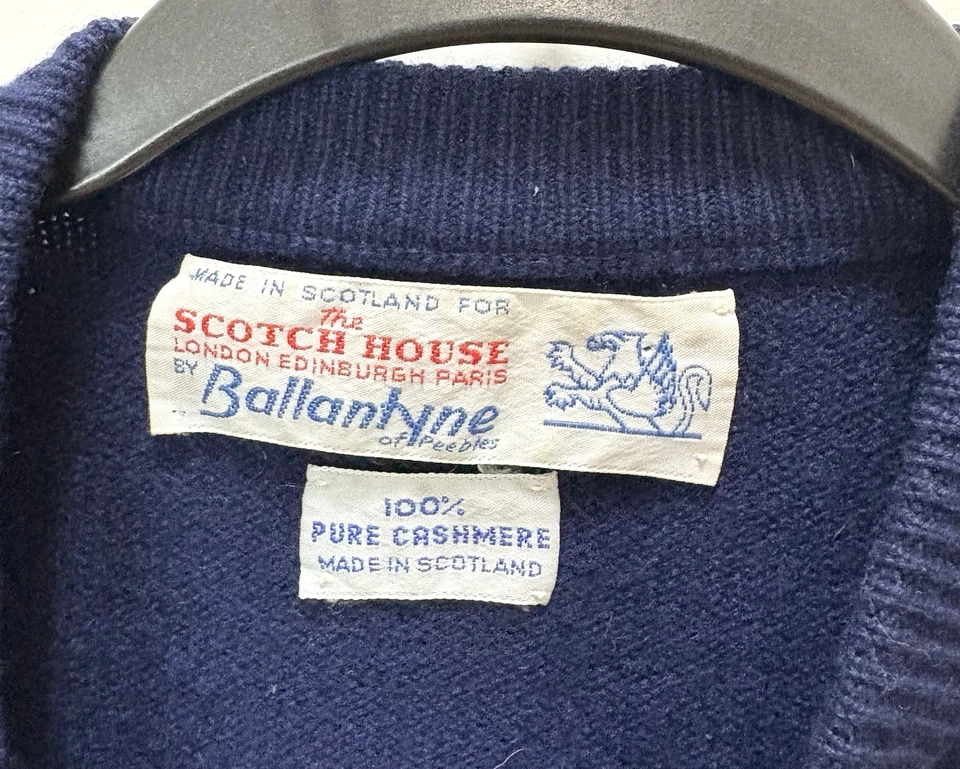 MADE IN SCOTLAND FOR
The
SCOTCH HOUSE
LONDON EDINBURGH PARIS
BY Ballantyne
of Peebles
100%
PURE CASHMERE
MADE IN SCOTLAND